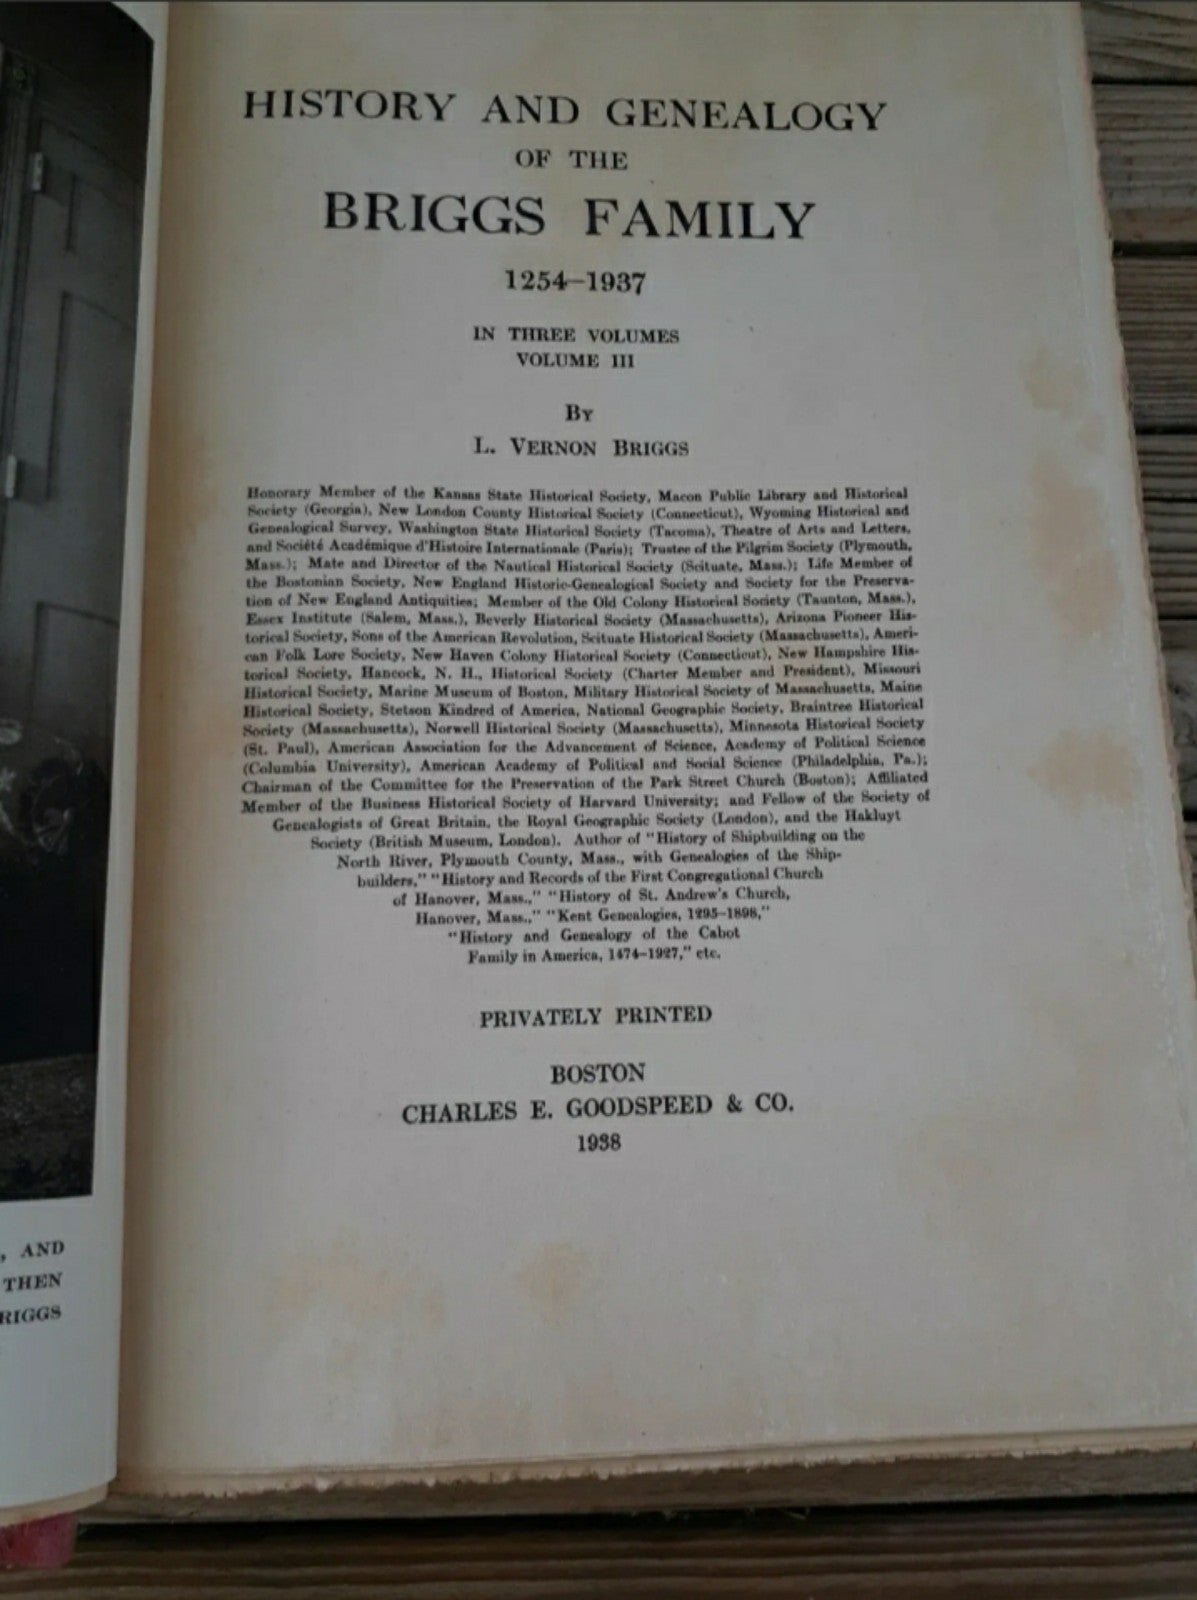 HISTORY AND GENEALOGY
OF THE
BRIGGS FAMILY
1254–1937
IN THREE VOLUMES
VOLUME III
BY
L. VERNON BRIGGS
Honorary Member of the Kansas State Historical Society, Macon Public Library and Historical
Society (Georgia), New London County Historical Society (Connecticut), Wyoming Historical and
Genealogical Survey, Washington State Historical Society (Tacoma), Theatre of Arts and Letters,
and Société Académique d'Histoire Internationale (Paris); Trustee of the Pilgrim Society (Plymouth,
Mass.); Mate and Director of the Nautical Historical Society (Scituate, Mass.); Life Member of
the Bostonian Society, New England Historic-Genealogical Society and Society for the Preserva-
tion of New England Antiquities; Member of the Old Colony Historical Society (Taunton, Mass.),
Essex Institute (Salem, Mass.), Beverly Historical Society (Massachusetts), Arizona Pioneer His-
torical Society, Sons of the American Revolution, Scituate Historical Society (Massachusetts), Ameri-
can Folk Lore Society, New Haven Colony Historical Society (Connecticut), New Hampshire His-
torical Society, Hancock, N. H., Historical Society (Charter Member and President), Missouri
Historical Society, Marine Museum of Boston, Military Historical Society of Massachusetts, Maine
Historical Society, Stetson Kindred of America, National Geographic Society, Braintree Historical
Society (Massachusetts), Norwell Historical Society (Massachusetts), Minnesota Historical Society
(St. Paul), American Association for the Advancement of Science, Academy of Political Science
(Columbia University), American Academy of Political and Social Science (Philadelphia, Pa.);
Chairman of the Committee for the Preservation of the Park Street Church (Boston); Affiliated
Member of the Business Historical Society of Harvard University; and Fellow of the Society of
Genealogists of Great Britain, the Royal Geographic Society (London), and the Hakluyt
Society (British Museum, London). Author of "History of Shipbuilding on the
North River, Plymouth County, Mass., with Genealogies of the Ship-
builders," "History and Records of the First Congregational Church
of Hanover, Mass.," "History of St. Andrew's Church,
Hanover, Mass.," "Kent Genealogies, 1295–1898,"
"History and Genealogy of the Cabot
Family in America, 1474–1927," etc.
PRIVATELY PRINTED
BOSTON
CHARLES E. GOODSPEED & CO.
1938
, AND
THEN
RIGGS